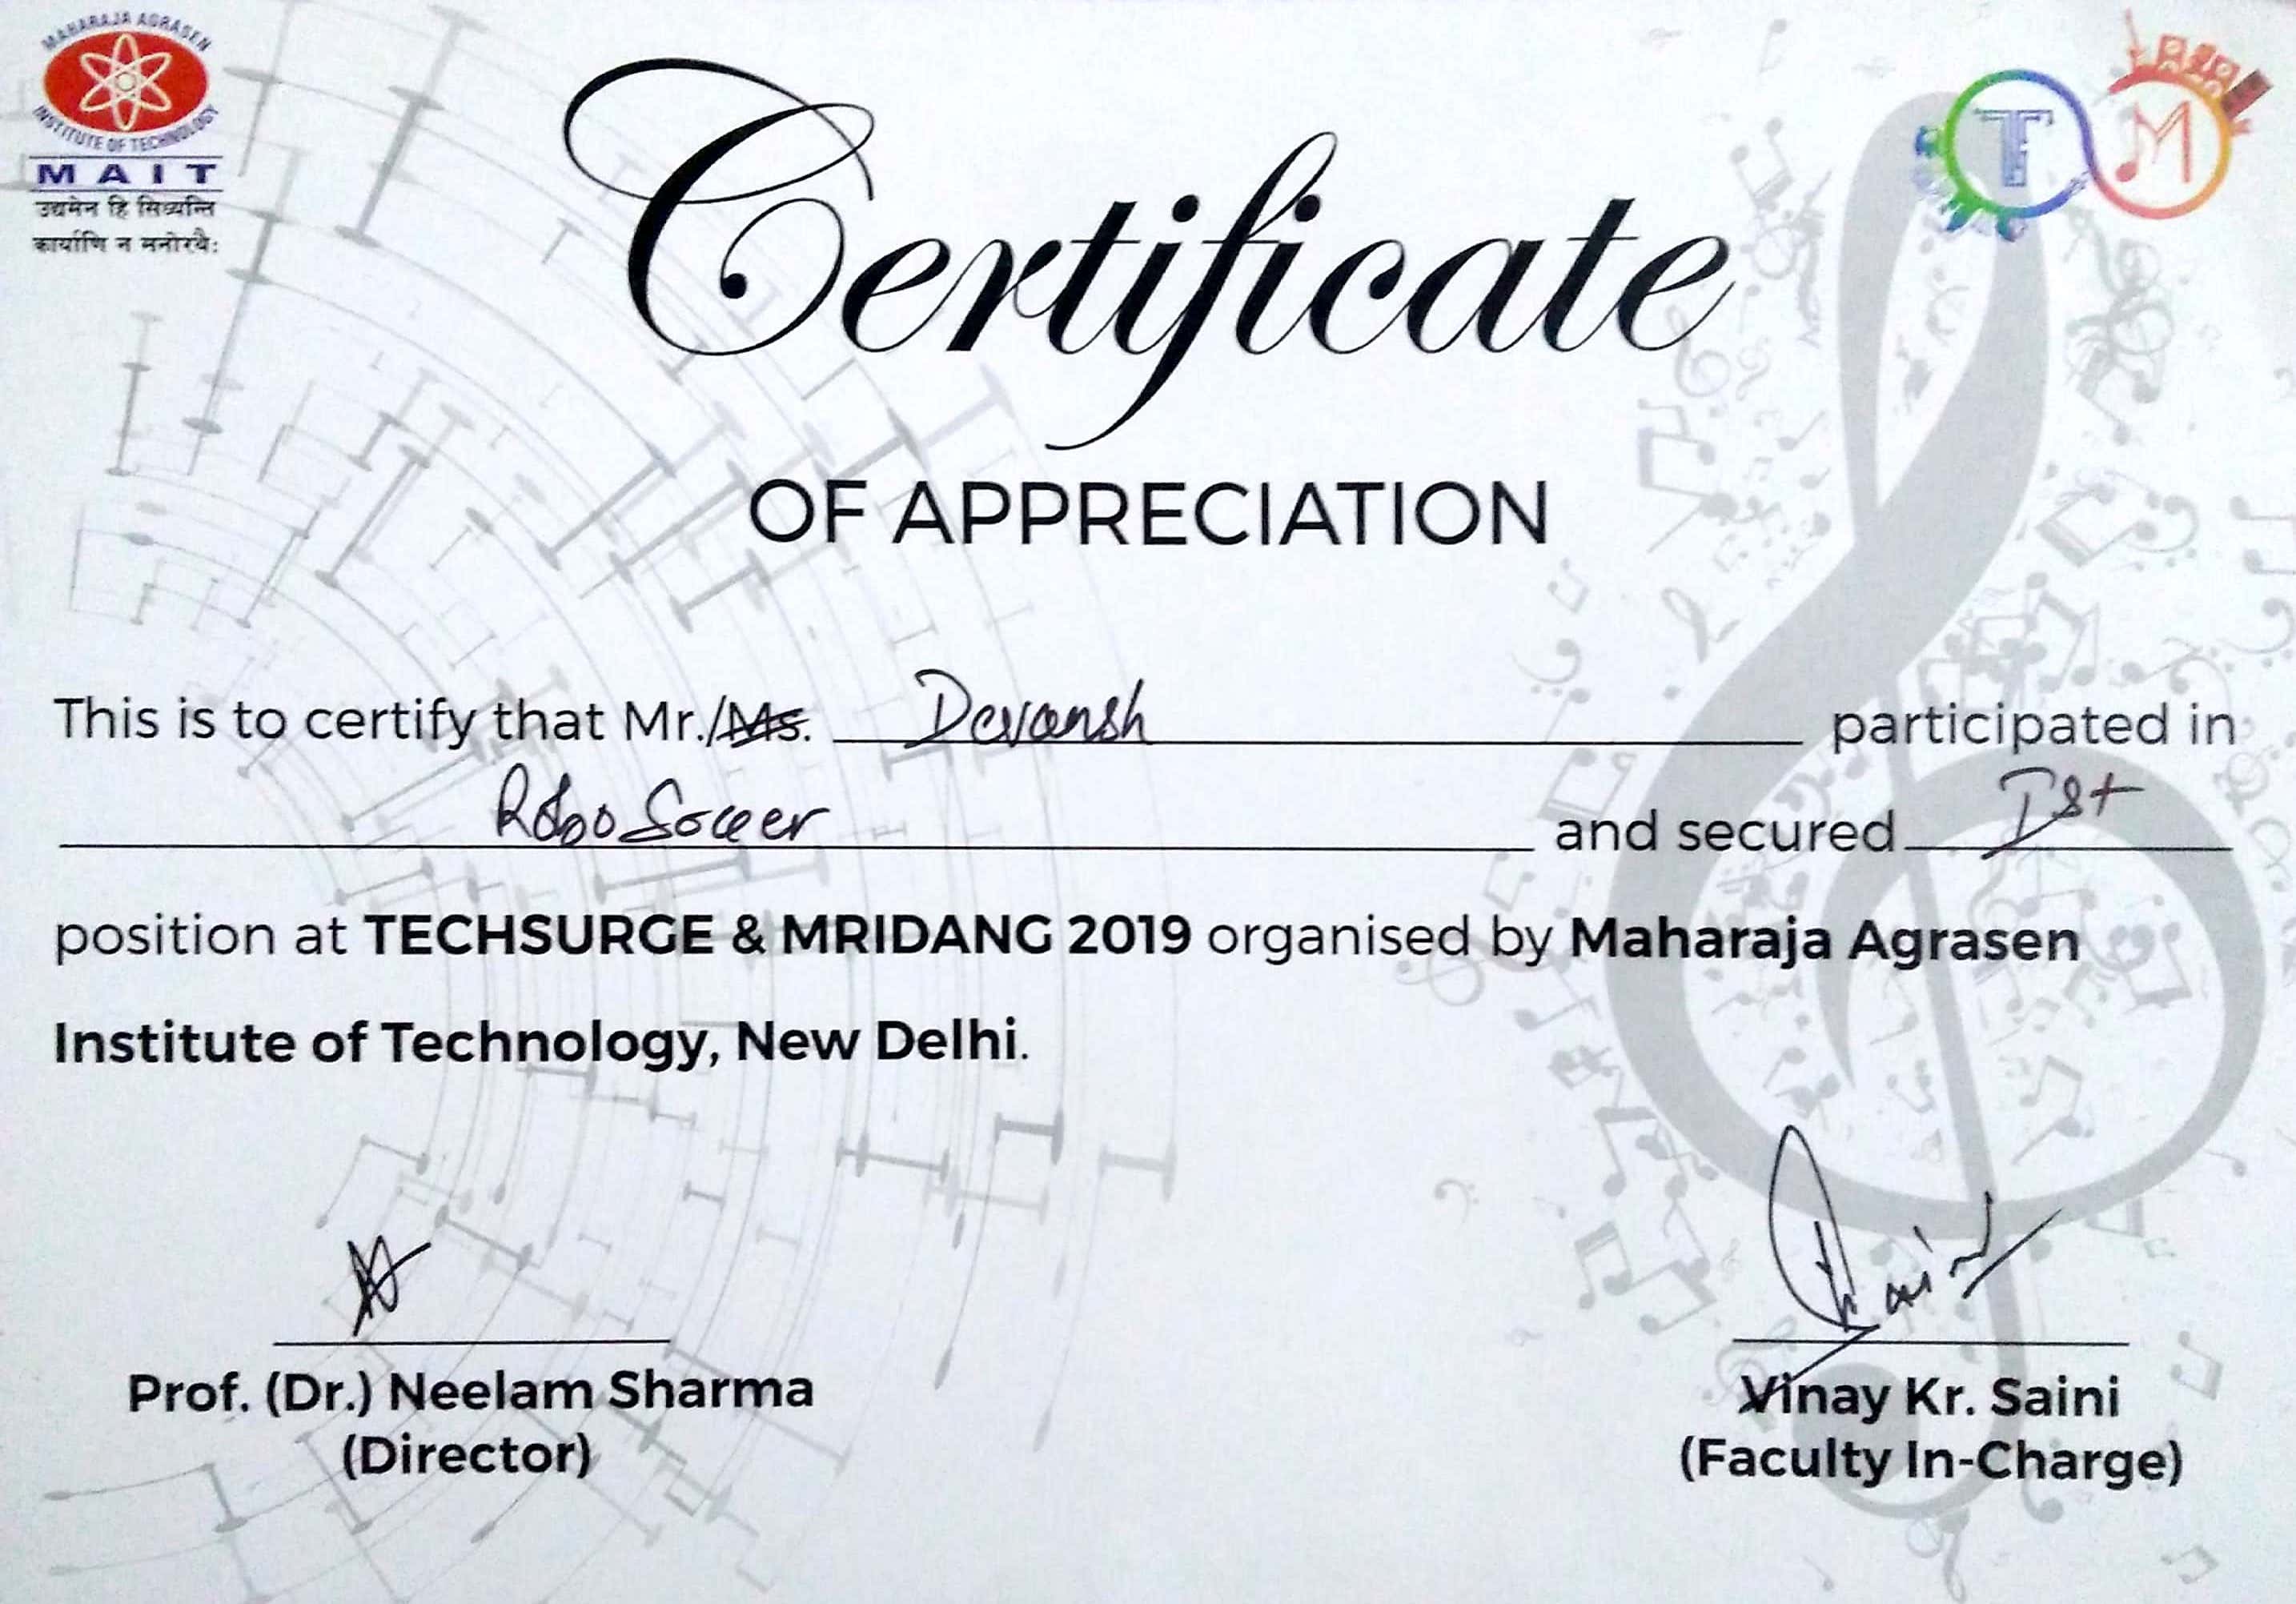 MAHARAJA AGRASEN
INSTITUTE OF TECHNOLOGY
MAIT
उद्यमेन हि सिध्यन्ति
कार्याणि न मनोरथैः
T M
Certificate
OF APPRECIATION
This is to certify that Mr./Ms. Devansh participated in
Robo Soccer and secured Ist
position at TECHSURGE & MRIDANG 2019 organised by Maharaja Agrasen
Institute of Technology, New Delhi.
Saini
Prof. (Dr.) Neelam Sharma
(Director)
Vinay Kr. Saini
(Faculty In-Charge)